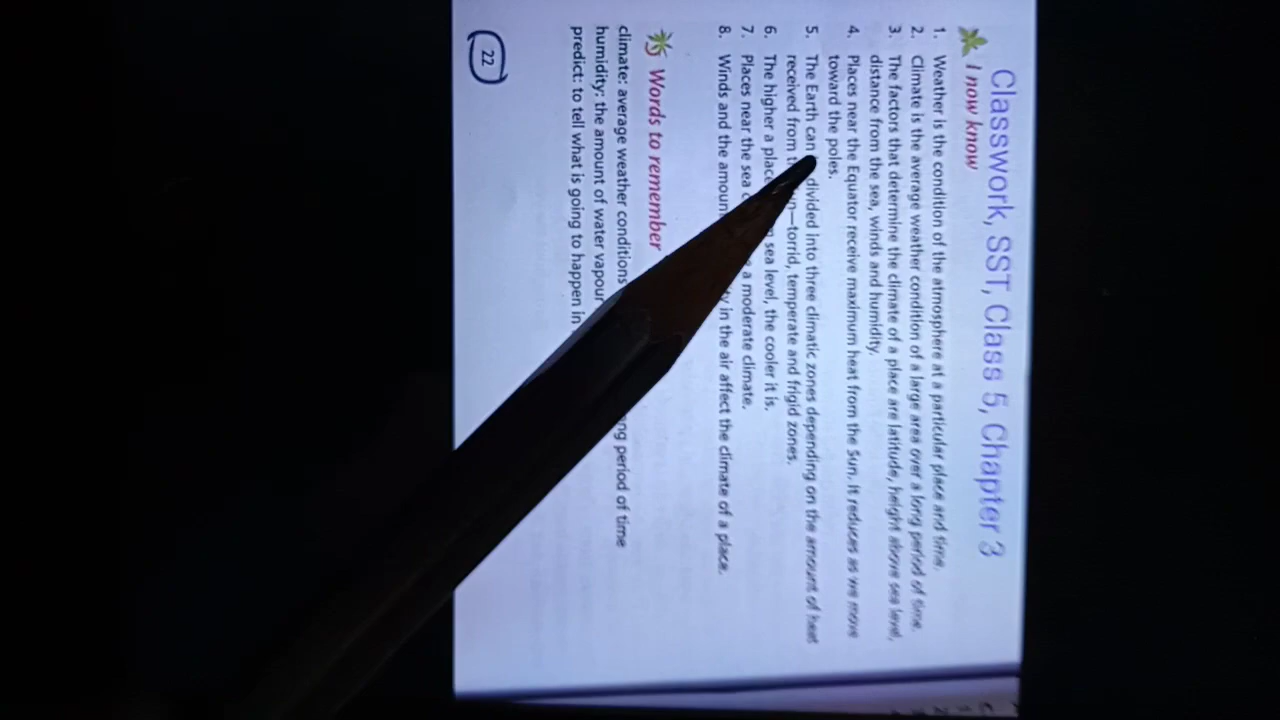 Classwork, SST, Class 5, Chapter 3
I now know
1. Weather is the condition of the atmosphere at a particular place and time.
2. Climate is the average weather condition of a large area over a long period of time.
3. The factors that determine the climate of a place are latitude, height above sea level,
distance from the sea, winds and humidity.
4. Places near the Equator receive maximum heat from the Sun. It reduces as we move
toward the poles.
5. The Earth can divided into three climatic zones depending on the amount of heat
received from —torrid, temperate and frigid zones.
6. The higher a place sea level, the cooler it is.
7. Places near the sea a moderate climate.
8. Winds and the amount in the air affect the climate of a place.
Words to remember
climate: average weather conditions period of time
humidity: the amount of water vapour
predict: to tell what is going to happen in
22